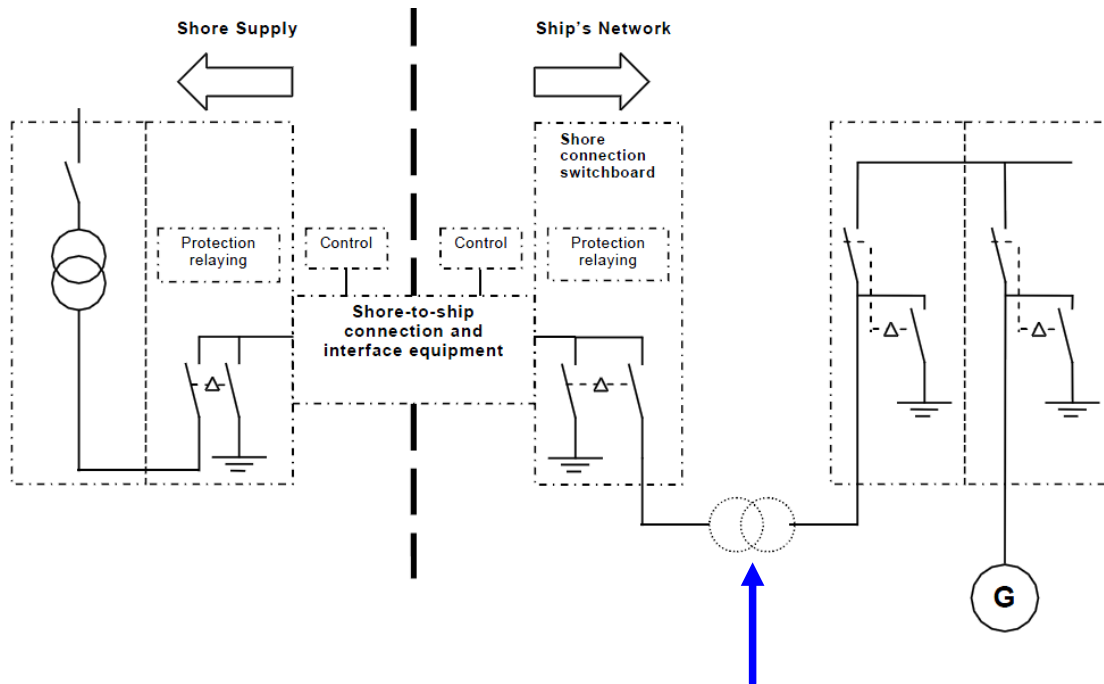 Shore Supply
Ship's Network
Shore
connection
switchboard
Protection
relaying
Control
Control
Protection
relaying
Shore-to-ship
connection and
interface equipment
G